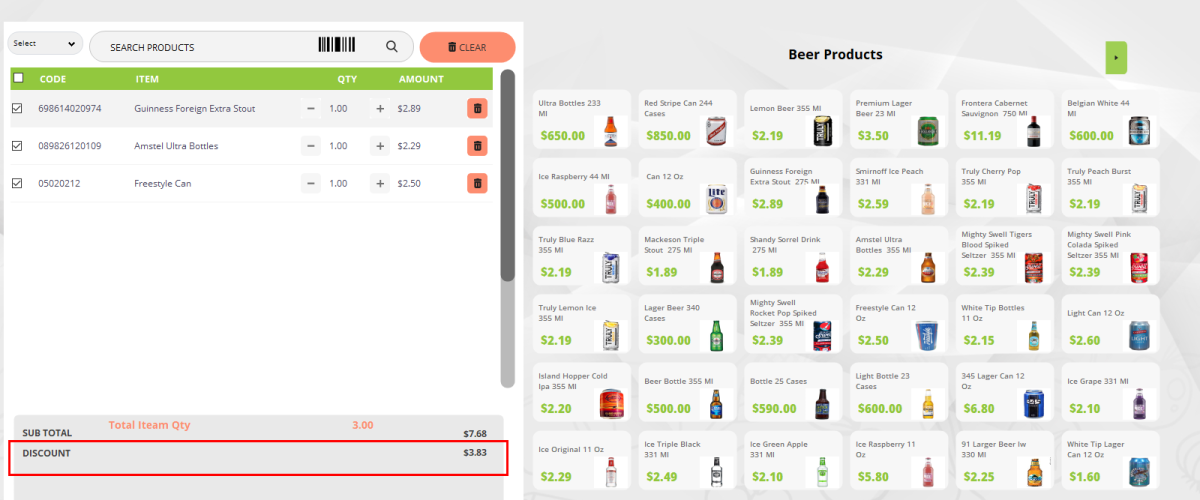 Select
SEARCH PRODUCTS
CLEAR
CODE ITEM QTY AMOUNT
698614020974 Guinness Foreign Extra Stout − 1.00 + $2.89
089826120109 Amstel Ultra Bottles − 1.00 + $2.29
05020212 Freestyle Can − 1.00 + $2.50
Total Iteam Qty 3.00
SUB TOTAL $7.68
DISCOUNT $3.83
Beer Products
Ultra Bottles 233
Ml
$650.00
Red Stripe Can 244
Cases
$850.00
Lemon Beer 355 Ml
$2.19
TRULY
Premium Lager
Beer 23 Ml
$3.50
Frontera Cabernet
Sauvignon 750 Ml
$11.19
Belgian White 44
Ml
$600.00
Ice Raspberry 44 Ml
$500.00
Can 12 Oz
$400.00
Lite
Guinness Foreign
Extra Stout 275 Ml
$2.89
Smirnoff Ice Peach
331 Ml
$2.59
Truly Cherry Pop
355 Ml
$2.19
TRULY
Truly Peach Burst
355 Ml
$2.19
TRULY
Truly Blue Razz
355 Ml
$2.19
TRULY
Mackeson Triple
Stout 275 Ml
$1.89
Shandy Sorrel Drink
275 Ml
$1.89
Amstel Ultra
Bottles 355 Ml
$2.29
Mighty Swell Tigers
Blood Spiked
Seltzer 355 Ml
$2.39
Mighty Swell Pink
Colada Spiked
Seltzer 355 Ml
$2.39
Truly Lemon Ice
355 Ml
$2.19
TRULY
Lager Beer 340
Cases
$300.00
Mighty Swell
Rocket Pop Spiked
Seltzer 355 Ml
$2.39
Freestyle Can 12
Oz
$2.50
White Tip Bottles
11 Oz
$2.15
Light Can 12 Oz
$2.60
LIGHT
Island Hopper Cold
Ipa 355 Ml
$2.20
Beer Bottle 355 Ml
$500.00
Bottle 25 Cases
$590.00
Light Bottle 23
Cases
$600.00
345 Lager Can 12
Oz
$6.80
345
Ice Grape 331 Ml
$2.10
Ice Original 11 Oz
$2.29
Ice Triple Black
331 Ml
$2.49
Ice Green Apple
331 Ml
$2.10
Ice Raspberry 11
Oz
$5.80
91 Larger Beer lw
330 Ml
$2.25
White Tip Lager
Can 12 Oz
$1.60